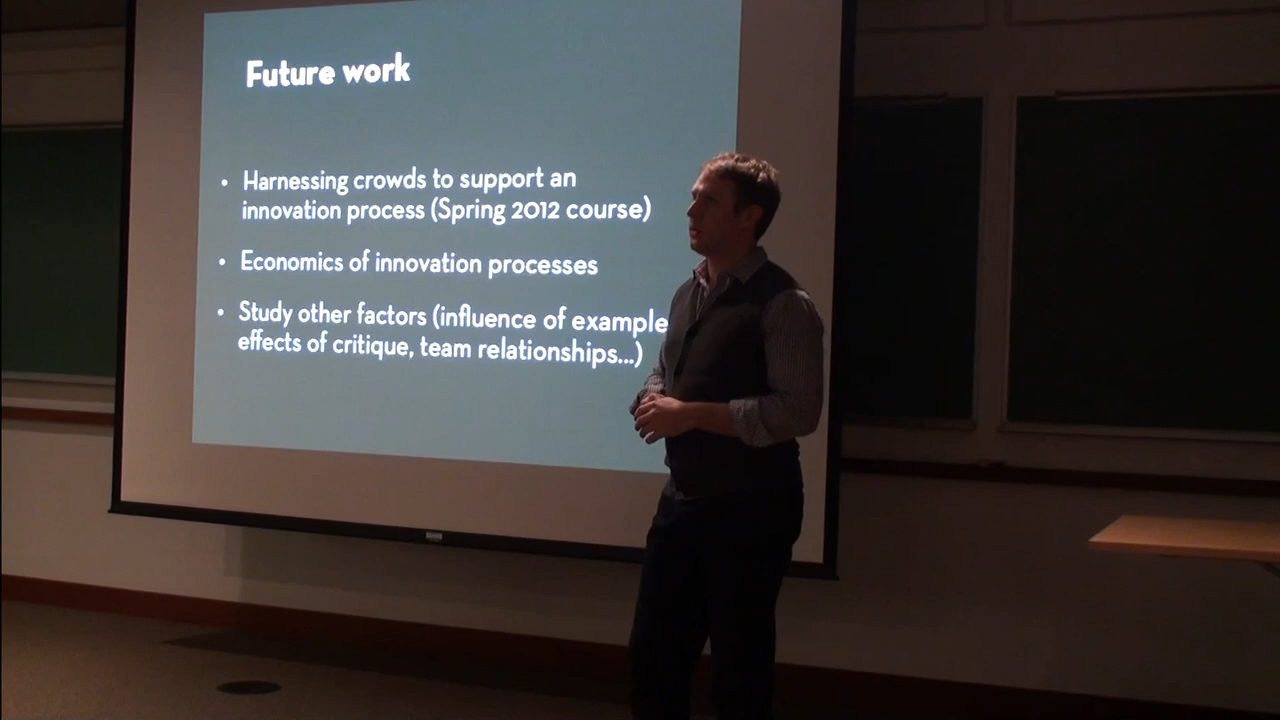 Future work
• Harnessing crowds to support an
innovation process (Spring 2012 course)
• Economics of innovation processes
• Study other factors (influence of example
effects of critique, team relationships...)